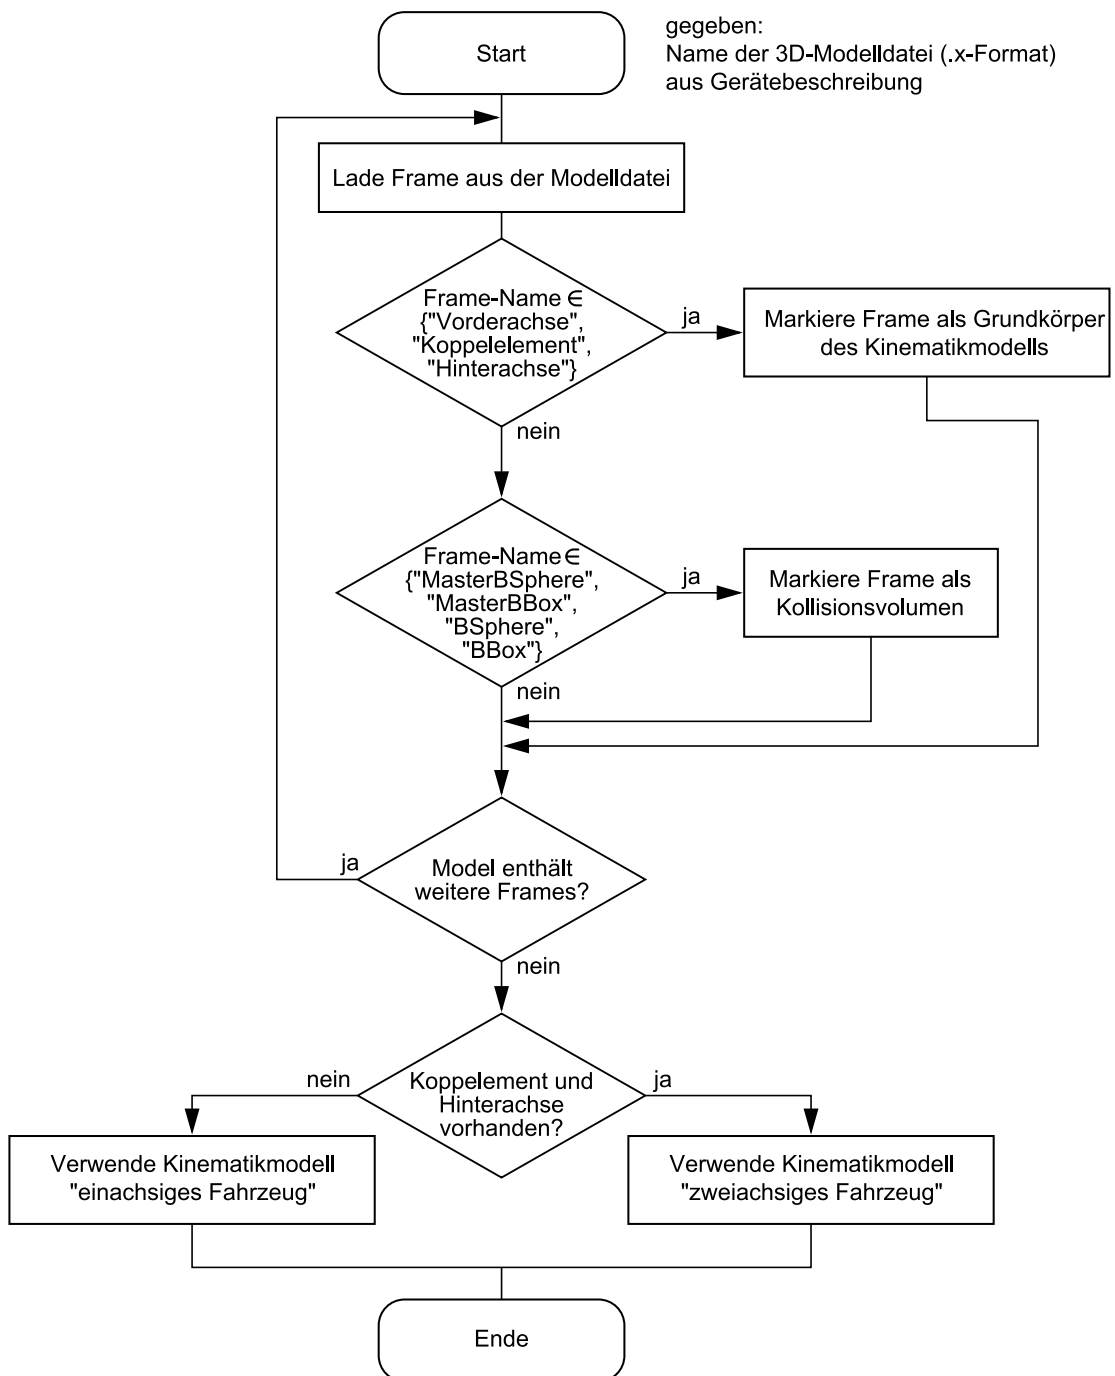 Start
gegeben:
Name der 3D-Modelldatei (.x-Format)
aus Gerätebeschreibung
Lade Frame aus der Modelldatei
Frame-Name ∈
{"Vorderachse",
"Koppelelement",
"Hinterachse"}
ja
Markiere Frame als Grundkörper
des Kinematikmodells
nein
Frame-Name ∈
{"MasterBSphere",
"MasterBBox",
"BSphere",
"BBox"}
ja
Markiere Frame als
Kollisionsvolumen
nein
ja
Model enthält
weitere Frames?
nein
nein
Koppelement und
Hinterachse
vorhanden?
ja
Verwende Kinematikmodell
"einachsiges Fahrzeug"
Verwende Kinematikmodell
"zweiachsiges Fahrzeug"
Ende